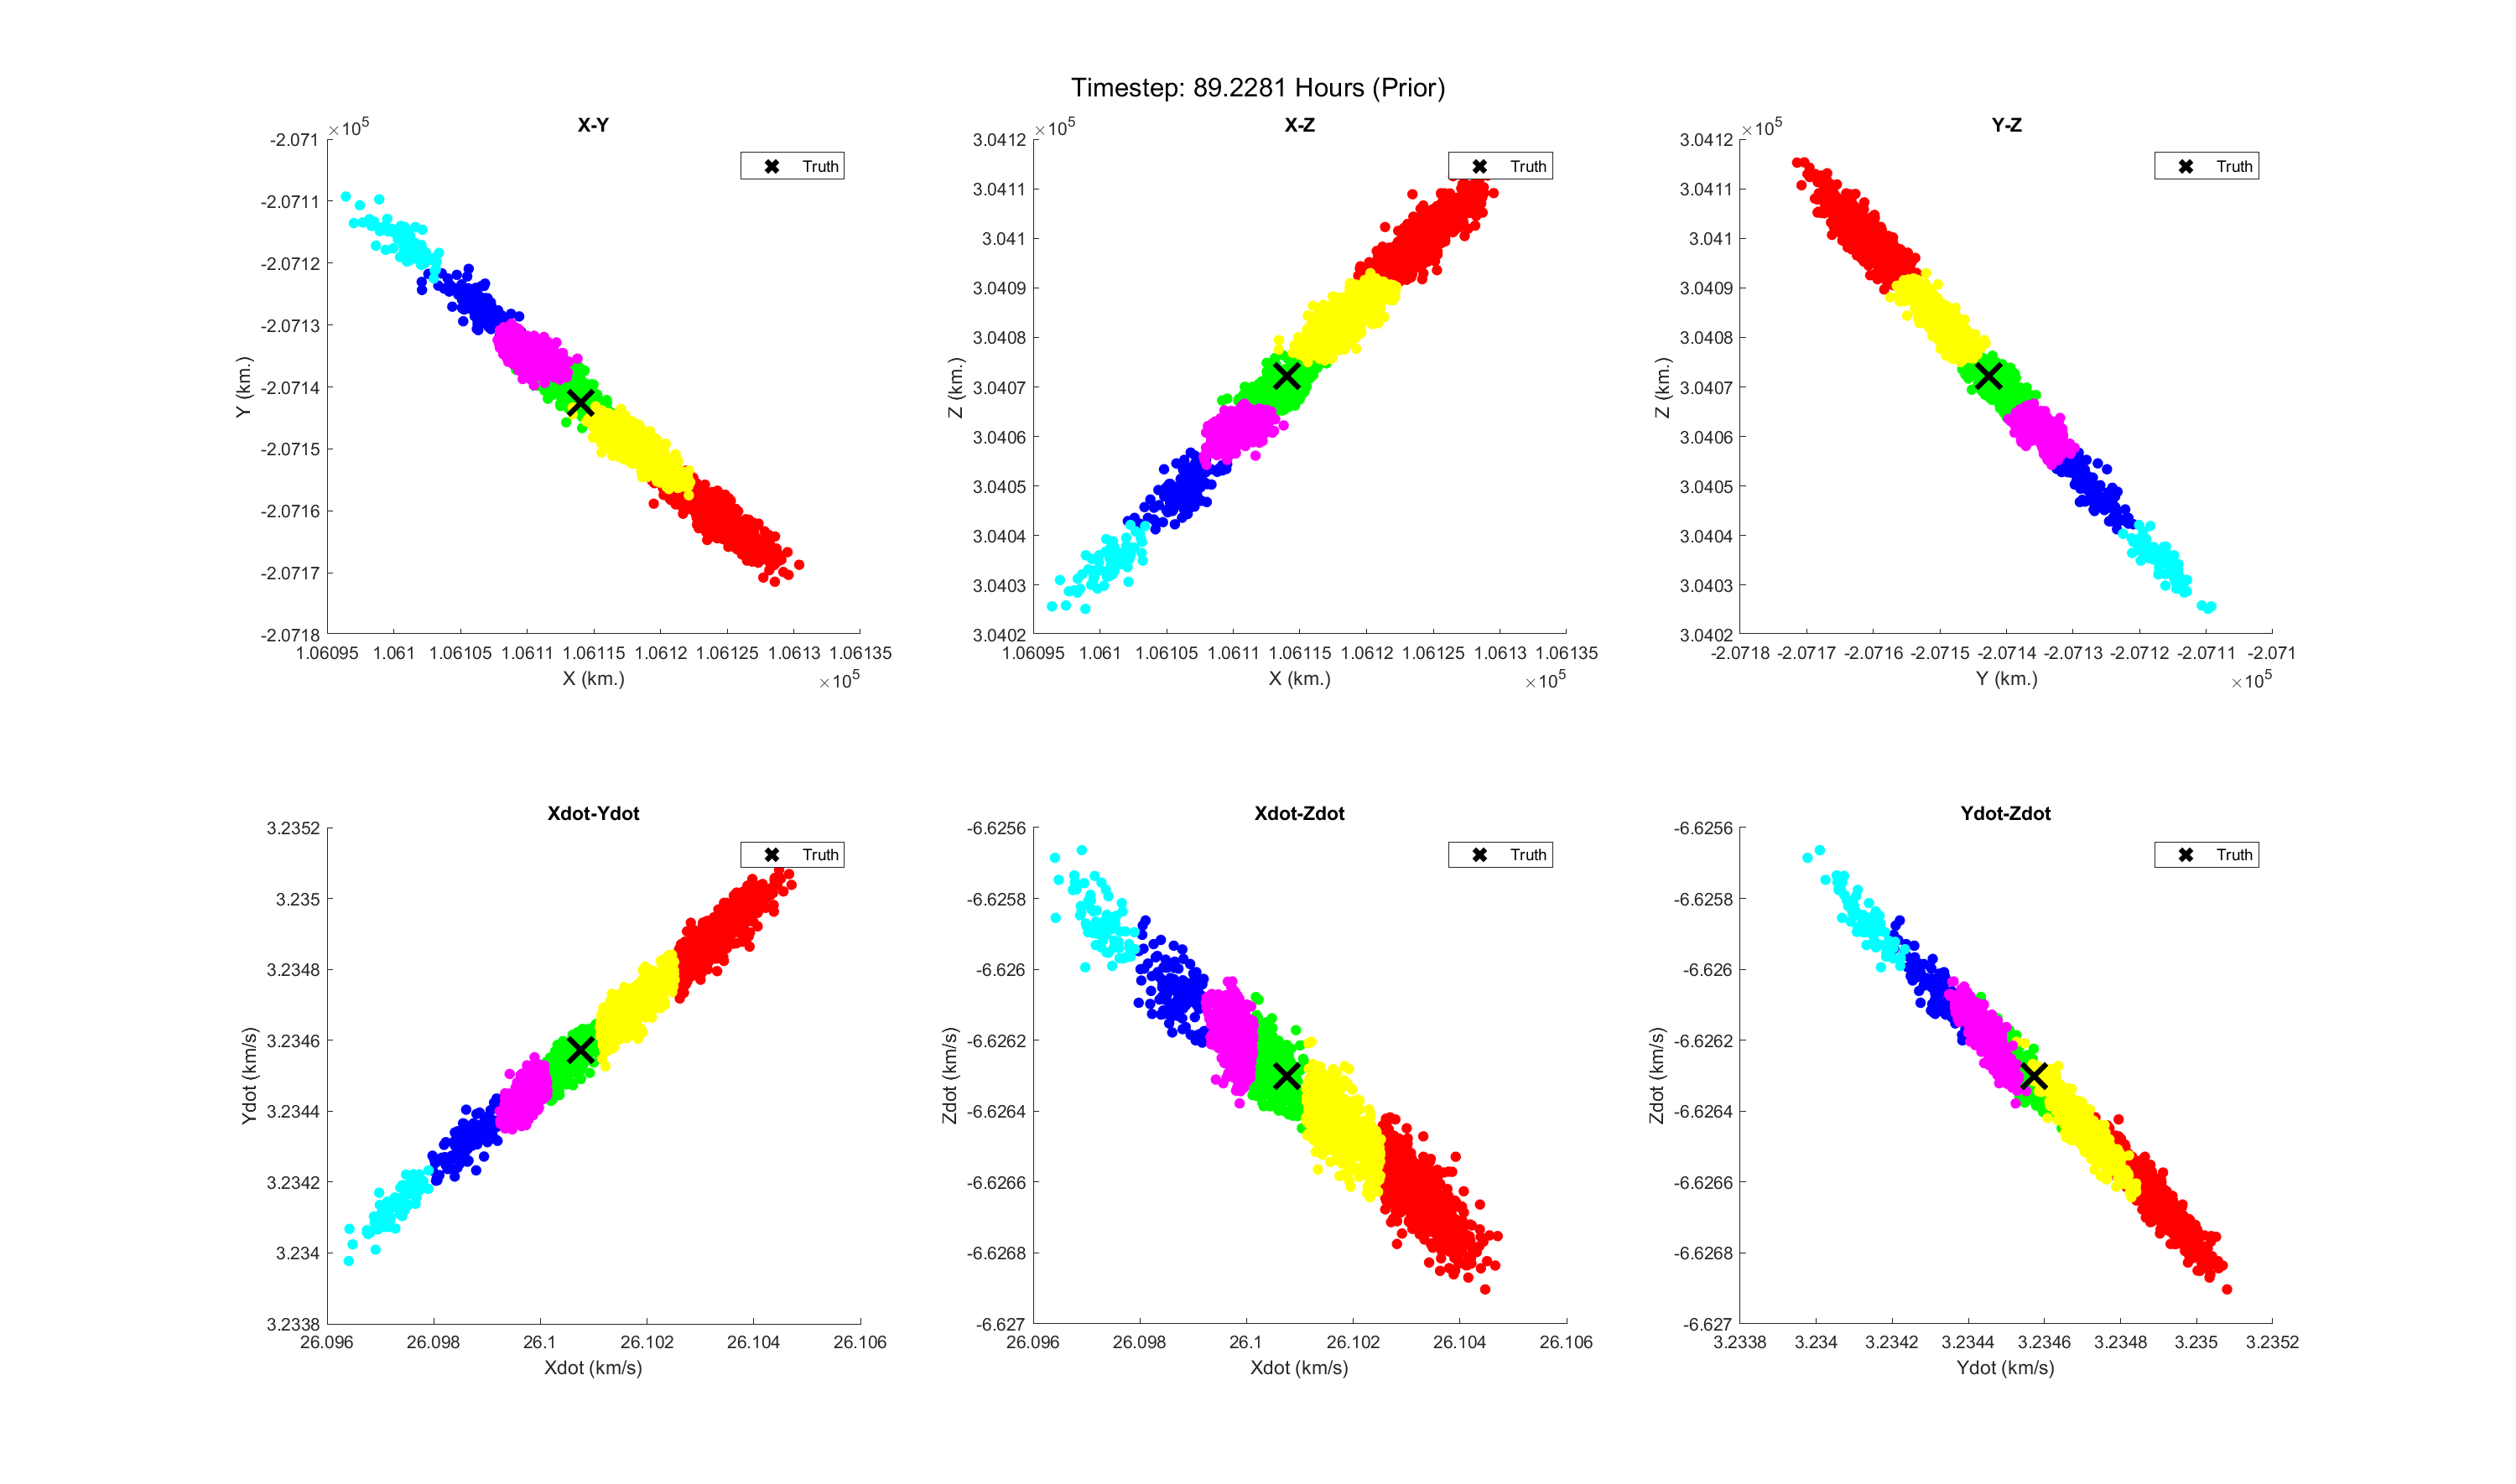 Timestep: 89.2281 Hours (Prior)
X-Y
×10^5
-2.071
-2.0711
-2.0712
-2.0713
-2.0714
-2.0715
-2.0716
-2.0717
-2.0718
Y (km.)
Truth
1.06095 1.061 1.06105 1.0611 1.06115 1.0612 1.06125 1.0613 1.06135
X (km.)
×10^5
X-Z
×10^5
3.0412
3.0411
3.041
3.0409
3.0408
3.0407
3.0406
3.0405
3.0404
3.0403
3.0402
Z (km.)
Truth
1.06095 1.061 1.06105 1.0611 1.06115 1.0612 1.06125 1.0613 1.06135
X (km.)
×10^5
Y-Z
×10^5
3.0412
3.0411
3.041
3.0409
3.0408
3.0407
3.0406
3.0405
3.0404
3.0403
3.0402
Z (km.)
Truth
-2.0718 -2.0717 -2.0716 -2.0715 -2.0714 -2.0713 -2.0712 -2.0711 -2.071
Y (km.)
×10^5
Xdot-Ydot
3.2352
3.235
3.2348
3.2346
3.2344
3.2342
3.234
3.2338
Ydot (km/s)
Truth
26.096 26.098 26.1 26.102 26.104 26.106
Xdot (km/s)
Xdot-Zdot
-6.6256
-6.6258
-6.626
-6.6262
-6.6264
-6.6266
-6.6268
-6.627
Zdot (km/s)
Truth
26.096 26.098 26.1 26.102 26.104 26.106
Xdot (km/s)
Ydot-Zdot
-6.6256
-6.6258
-6.626
-6.6262
-6.6264
-6.6266
-6.6268
-6.627
Zdot (km/s)
Truth
3.2338 3.234 3.2342 3.2344 3.2346 3.2348 3.235 3.2352
Ydot (km/s)